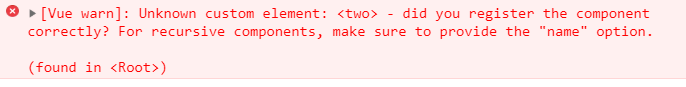 [Vue warn]: Unknown custom element: <two> - did you register the component
correctly? For recursive components, make sure to provide the "name" option.
(found in <Root>)